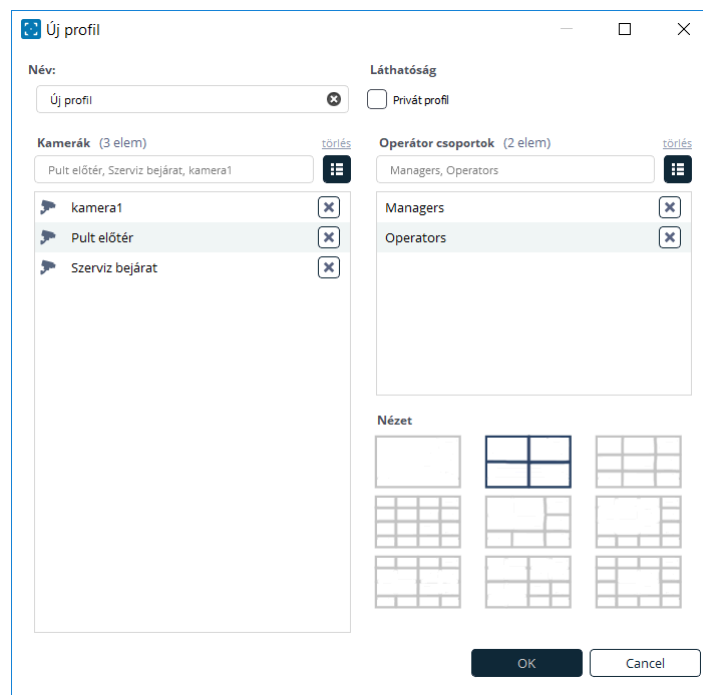 Új profil
Név:
Új profil
Láthatóság
Privát profil
Kamerák (3 elem) törlés
Pult előtér, Szerviz bejárat, kamera1
kamera1
Pult előtér
Szerviz bejárat
Operátor csoportok (2 elem) törlés
Managers, Operators
Managers
Operators
Nézet
OK
Cancel